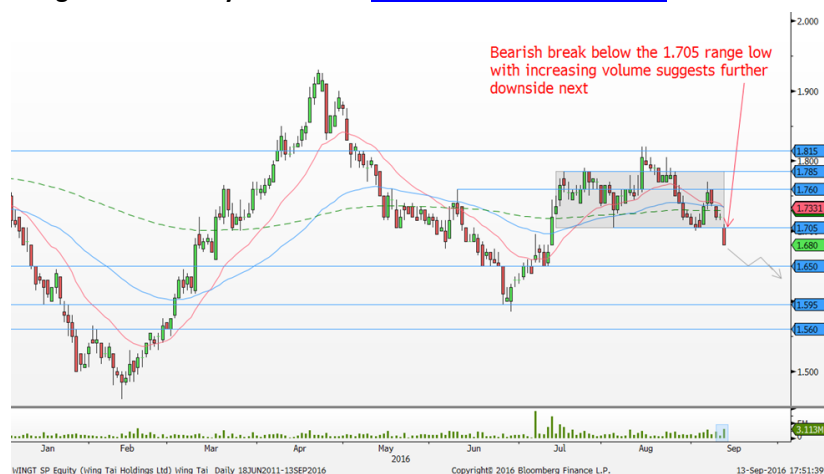 2.000
Bearish break below the 1.705 range low
with increasing volume suggests further
downside next
1.900
1.815
1.800
1.785
1.760
1.7331
1.705
1.680
1.650
1.595
1.560
1.500
3.113M
Jan Feb Mar Apr May Jun Jul Aug Sep
2016
WINGT SP Equity (Wing Tai Holdings Ltd) Wing Tai Daily 18JUN2011-13SEP2016 Copyright© 2016 Bloomberg Finance L.P. 13-Sep-2016 17:51:39